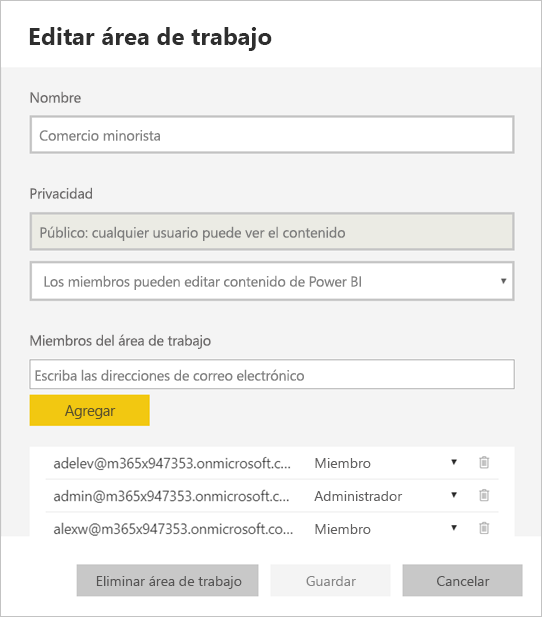 Editar área de trabajo
Nombre
Comercio minorista
Privacidad
Público: cualquier usuario puede ver el contenido
Los miembros pueden editar contenido de Power BI
Miembros del área de trabajo
Escriba las direcciones de correo electrónico
Agregar
adelev@m365x947353.onmicrosoft.c... Miembro
admin@m365x947353.onmicrosoft.c... Administrador
alexw@m365x947353.onmicrosoft.co... Miembro
Eliminar área de trabajo Guardar Cancelar